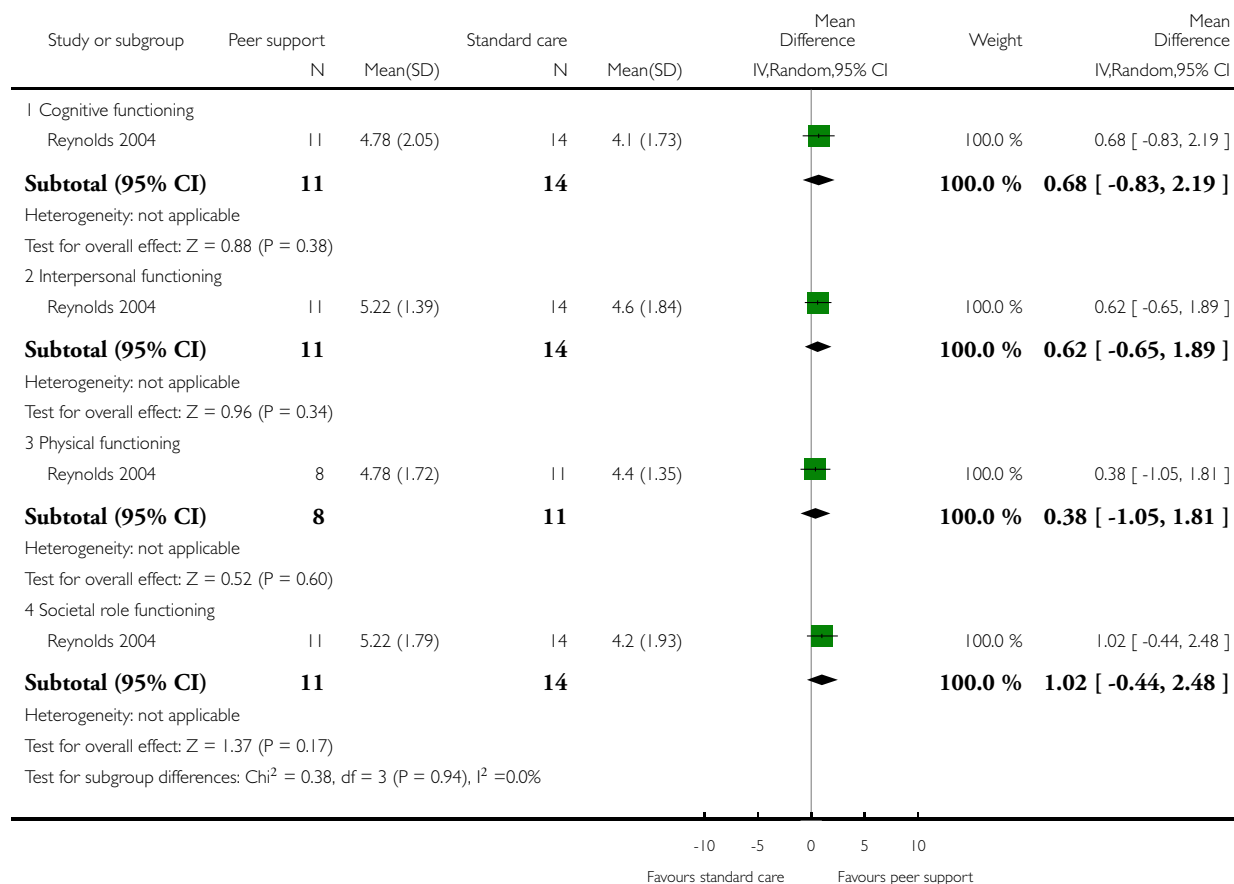 Mean Mean
Study or subgroup Peer support Standard care Difference Weight Difference
N Mean(SD) N Mean(SD) IV,Random,95% CI IV,Random,95% CI
1 Cognitive functioning
Reynolds 2004 11 4.78 (2.05) 14 4.1 (1.73) 100.0 % 0.68 [ -0.83, 2.19 ]
Subtotal (95% CI) 11 14 100.0 % 0.68 [ -0.83, 2.19 ]
Heterogeneity: not applicable
Test for overall effect: Z = 0.88 (P = 0.38)
2 Interpersonal functioning
Reynolds 2004 11 5.22 (1.39) 14 4.6 (1.84) 100.0 % 0.62 [ -0.65, 1.89 ]
Subtotal (95% CI) 11 14 100.0 % 0.62 [ -0.65, 1.89 ]
Heterogeneity: not applicable
Test for overall effect: Z = 0.96 (P = 0.34)
3 Physical functioning
Reynolds 2004 8 4.78 (1.72) 11 4.4 (1.35) 100.0 % 0.38 [ -1.05, 1.81 ]
Subtotal (95% CI) 8 11 100.0 % 0.38 [ -1.05, 1.81 ]
Heterogeneity: not applicable
Test for overall effect: Z = 0.52 (P = 0.60)
4 Societal role functioning
Reynolds 2004 11 5.22 (1.79) 14 4.2 (1.93) 100.0 % 1.02 [ -0.44, 2.48 ]
Subtotal (95% CI) 11 14 100.0 % 1.02 [ -0.44, 2.48 ]
Heterogeneity: not applicable
Test for overall effect: Z = 1.37 (P = 0.17)
Test for subgroup differences: Chi² = 0.38, df = 3 (P = 0.94), I² =0.0%
-10 -5 0 5 10
Favours standard care Favours peer support